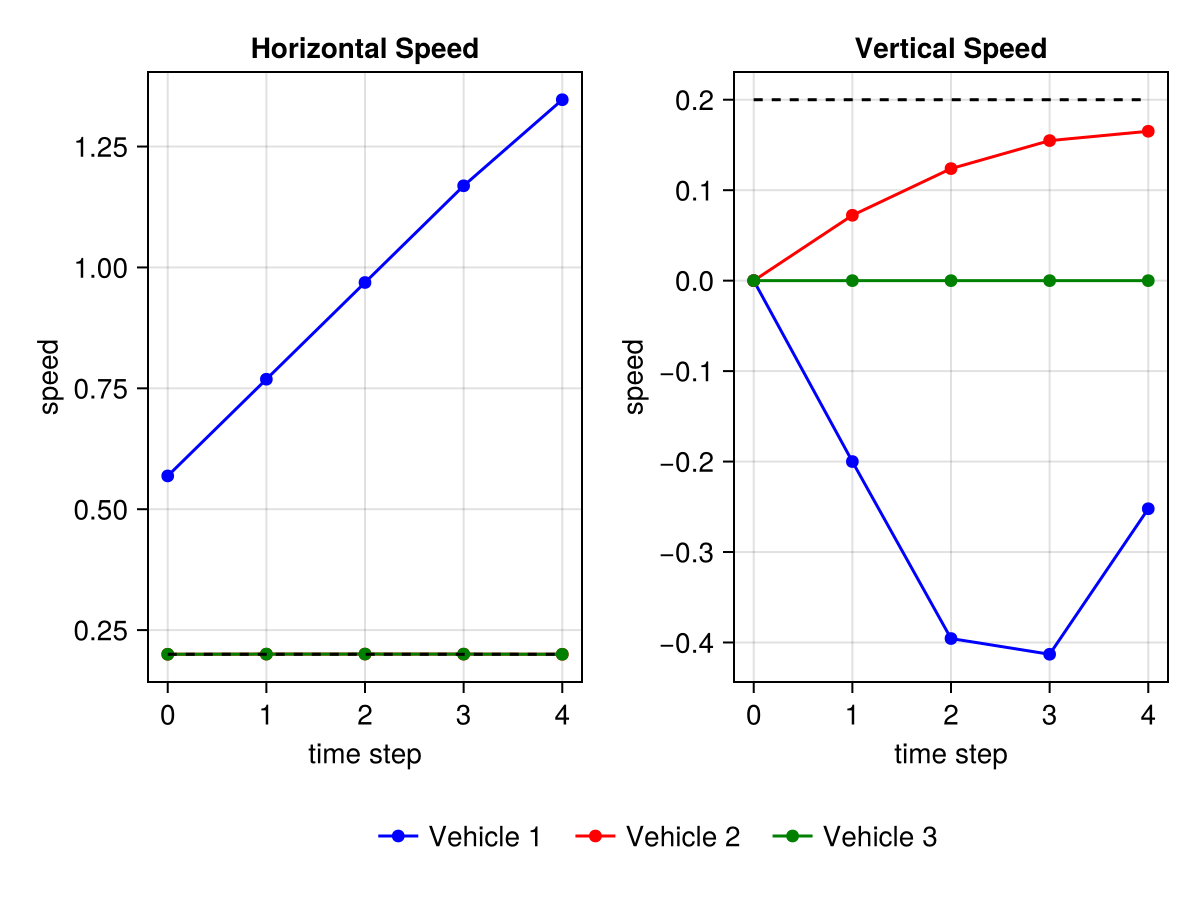 Horizontal Speed
1.25
1.00
0.75
0.50
0.25
speed
0 1 2 3 4
time step
Vertical Speed
0.2
0.1
0.0
−0.1
−0.2
−0.3
−0.4
speed
0 1 2 3 4
time step
Vehicle 1 Vehicle 2 Vehicle 3